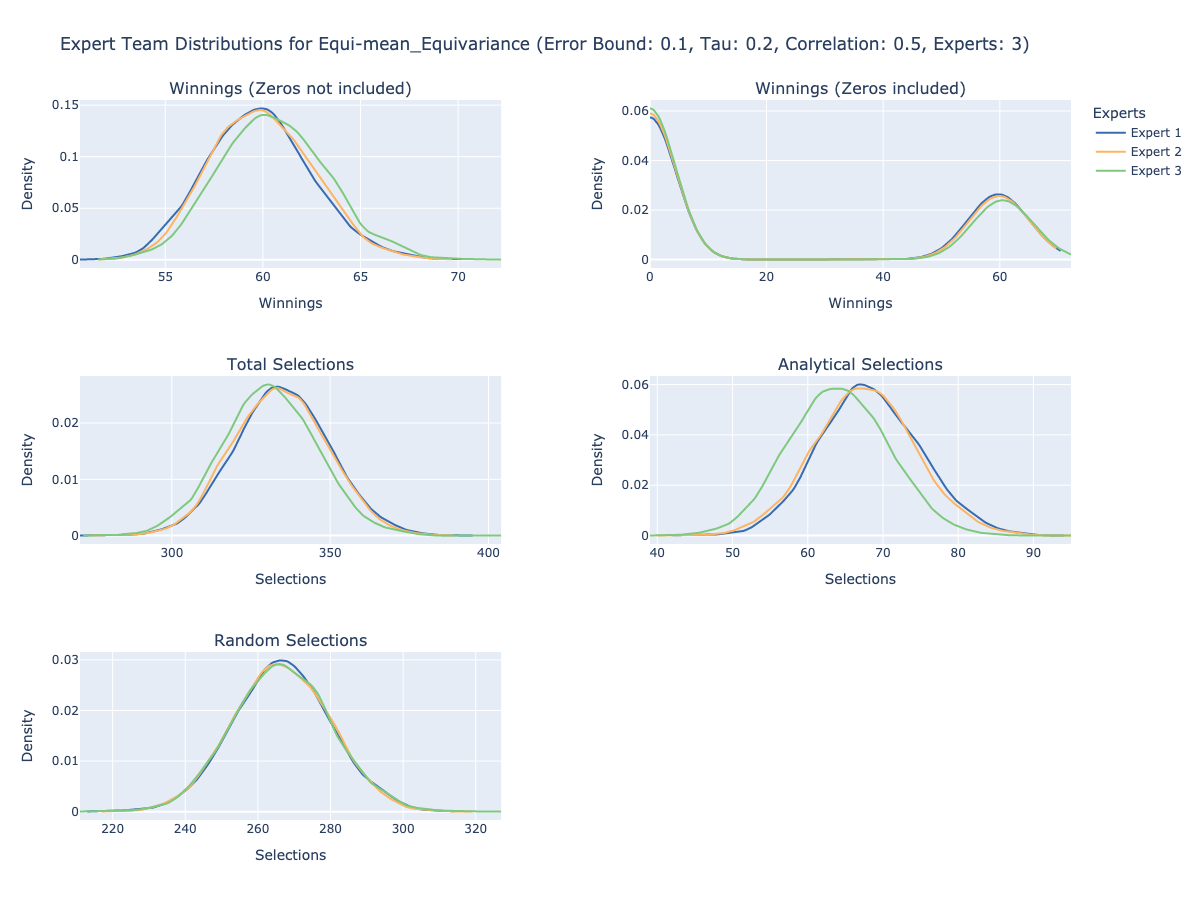 Expert Team Distributions for Equi-mean_Equivariance (Error Bound: 0.1, Tau: 0.2, Correlation: 0.5, Experts: 3)
Winnings (Zeros not included)
0.15
0.1
0.05
0
Density
55 60 65 70
Winnings
Winnings (Zeros included)
0.06
0.04
0.02
0
Density
0 20 40 60
Winnings
Experts
Expert 1
Expert 2
Expert 3
Total Selections
0.02
0.01
0
Density
300 350 400
Selections
Analytical Selections
0.06
0.04
0.02
0
Density
40 50 60 70 80 90
Selections
Random Selections
0.03
0.02
0.01
0
Density
220 240 260 280 300 320
Selections